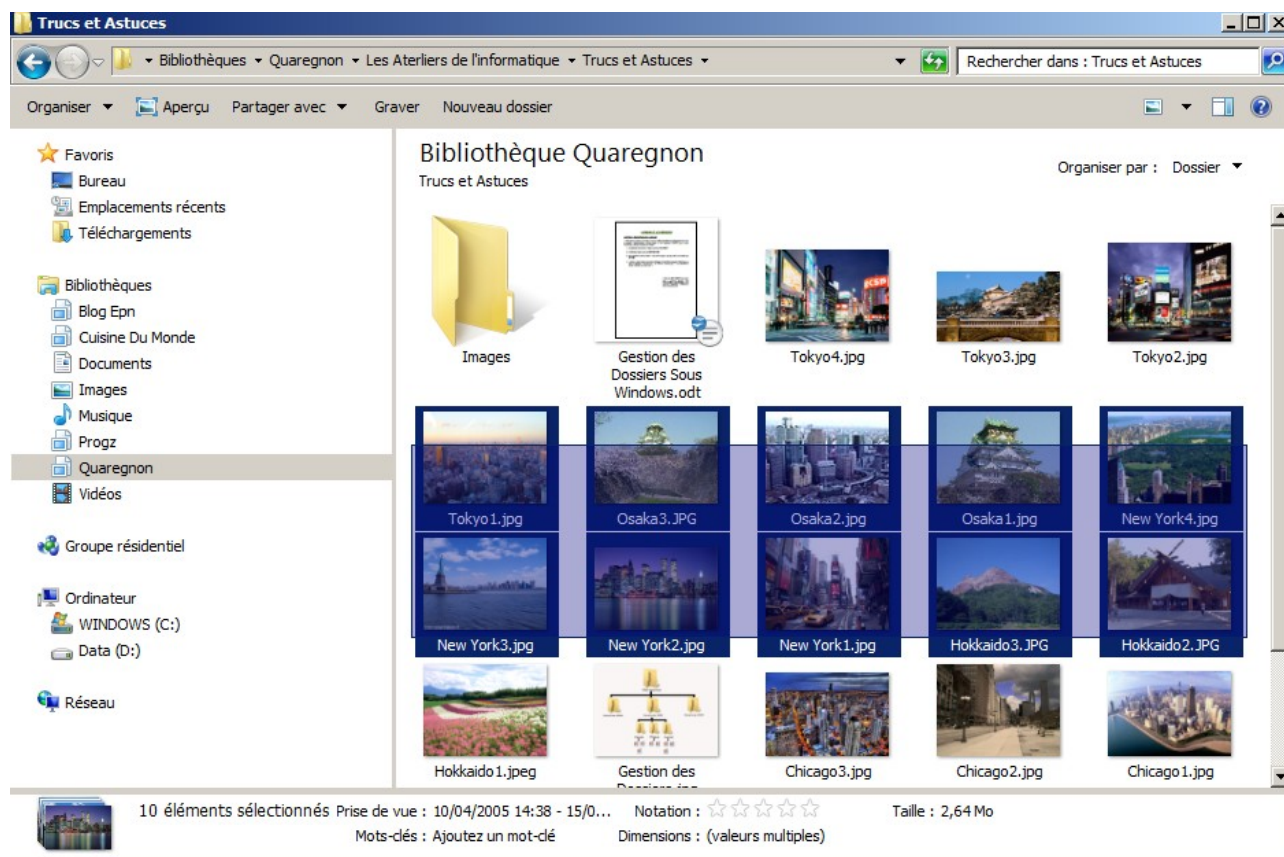 Trucs et Astuces
Bibliothèques Quaregnon Les Aterliers de l'informatique Trucs et Astuces Rechercher dans : Trucs et Astuces
Organiser Aperçu Partager avec Graver Nouveau dossier
Favoris
Bureau
Emplacements récents
Téléchargements
Bibliothèques
Blog Epn
Cuisine Du Monde
Documents
Images
Musique
Progz
Quaregnon
Vidéos
Groupe résidentiel
Ordinateur
WINDOWS (C:)
Data (D:)
Réseau
Bibliothèque Quaregnon
Trucs et Astuces
Organiser par : Dossier
Images
Gestion des
Dossiers Sous
Windows.odt
Tokyo4.jpg
Tokyo3.jpg
Tokyo2.jpg
Tokyo1.jpg
Osaka3.JPG
Osaka2.jpg
Osaka1.jpg
New York4.jpg
New York3.jpg
New York2.jpg
New York1.jpg
Hokkaido3.JPG
Hokkaido2.JPG
Hokkaido1.jpeg
Gestion des
Chicago3.jpg
Chicago2.jpg
Chicago1.jpg
10 éléments sélectionnés Prise de vue : 10/04/2005 14:38 - 15/0... Notation : Taille : 2,64 Mo
Mots-clés : Ajoutez un mot-clé Dimensions : (valeurs multiples)